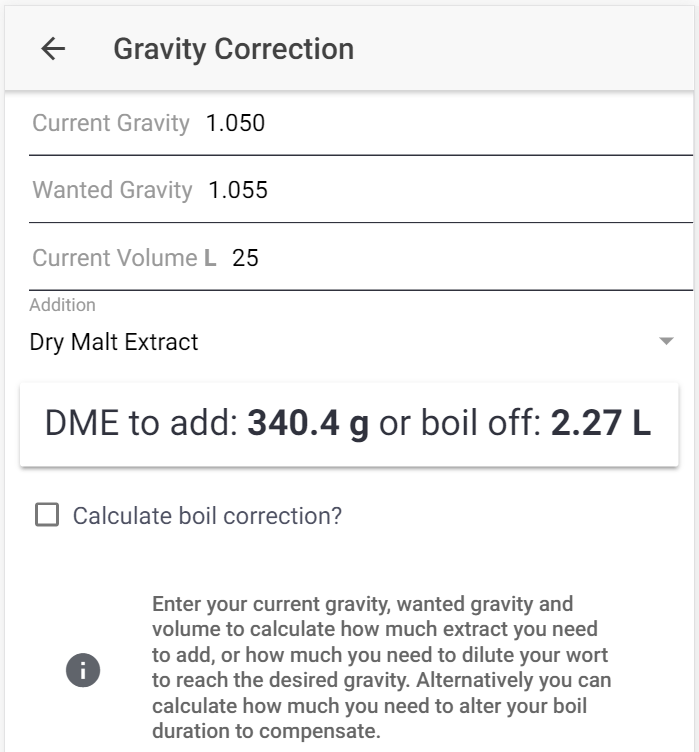 Gravity Correction
Current Gravity 1.050
Wanted Gravity 1.055
Current Volume L 25
Addition
Dry Malt Extract
DME to add: 340.4 g or boil off: 2.27 L
Calculate boil correction?
Enter your current gravity, wanted gravity and
volume to calculate how much extract you need
to add, or how much you need to dilute your wort
to reach the desired gravity. Alternatively you can
calculate how much you need to alter your boil
duration to compensate.